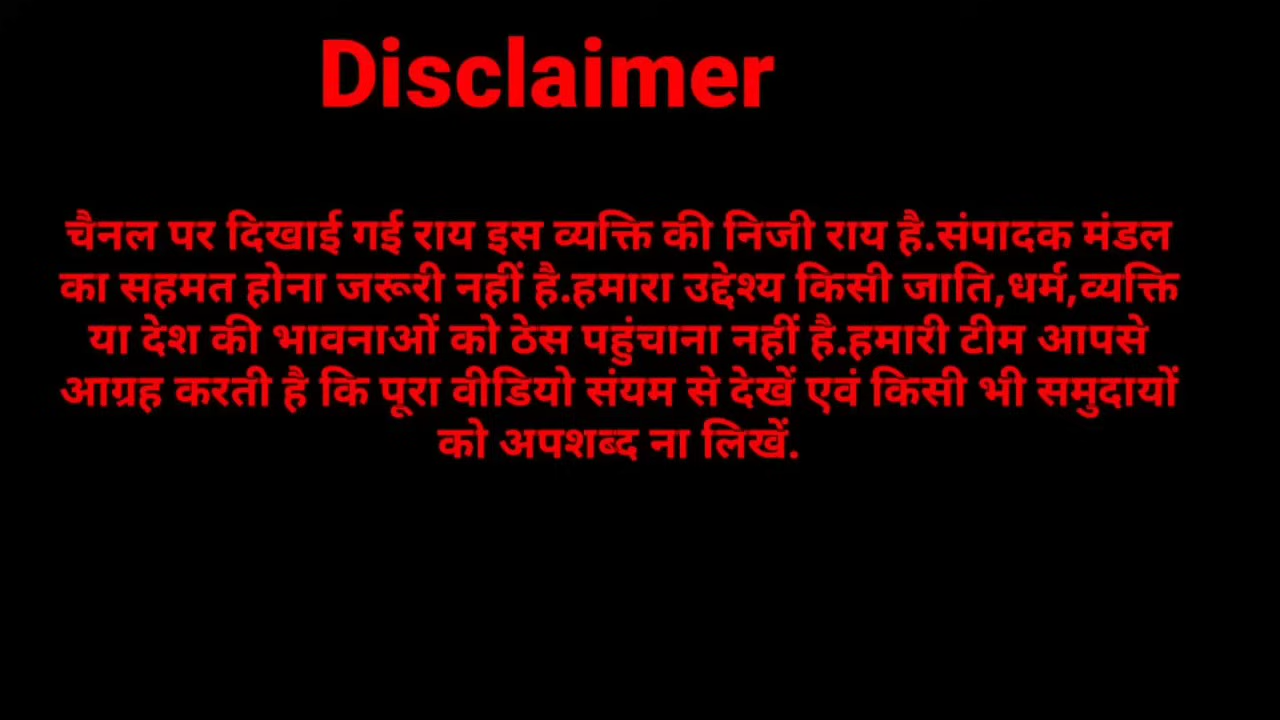 Disclaimer
चैनल पर दिखाई गई राय इस व्यक्ति की निजी राय है.संपादक मंडल
का सहमत होना जरूरी नहीं है.हमारा उद्देश्य किसी जाति,धर्म,व्यक्ति
या देश की भावनाओं को ठेस पहुंचाना नहीं है.हमारी टीम आपसे
आग्रह करती है कि पूरा वीडियो संयम से देखें एवं किसी भी समुदायों
को अपशब्द ना लिखें.